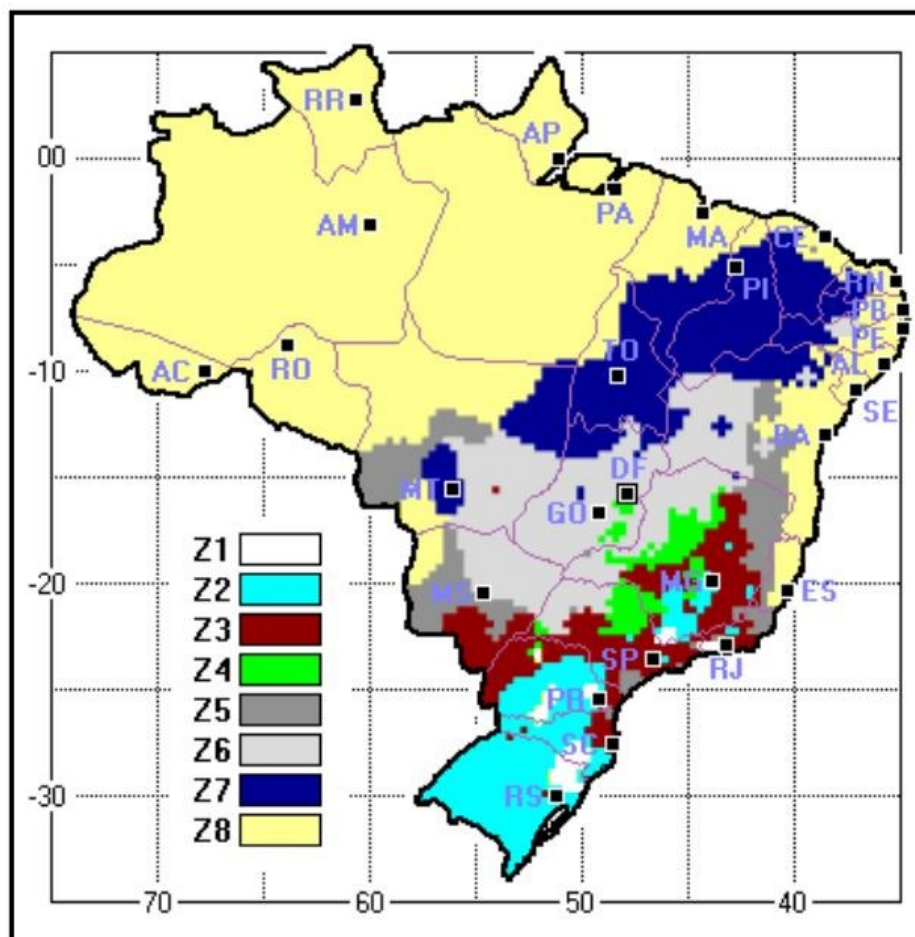 RR
AP
00
PA
AM
MA
CE
PI
RN
PB
PE
TO
AL
-10
AC
RO
SE
BA
DF
MT
GO
Z1
Z2
-20
MS
MG
ES
Z3
SP
RJ
Z4
PR
Z5
SC
Z6
-30
RS
Z7
Z8
70
60
50
40